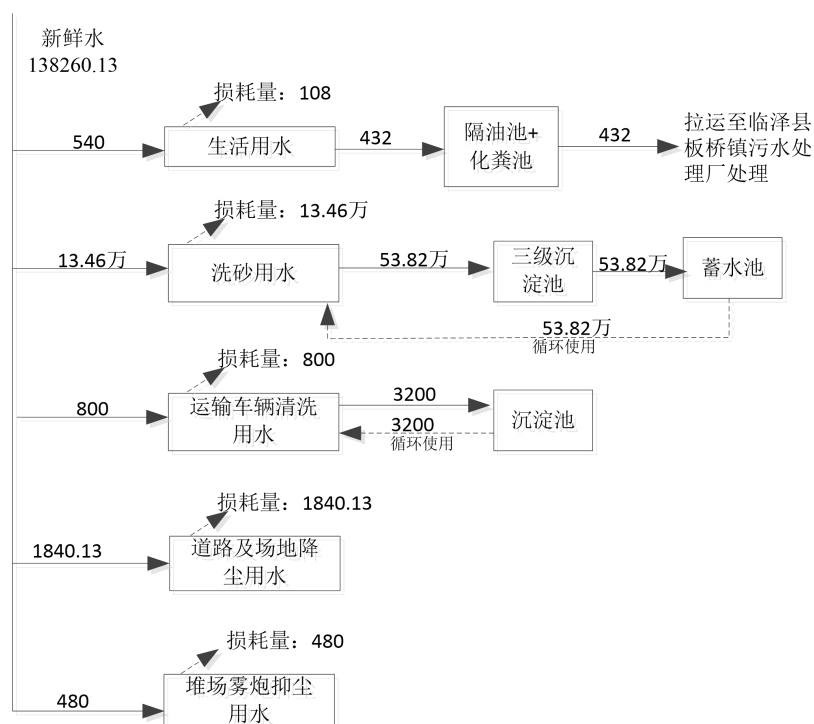 新鲜水
138260.13
损耗量：108
540
生活用水
432
隔油池+
化粪池
432
拉运至临泽县
板桥镇污水处
理厂处理
损耗量：13.46万
13.46万
洗砂用水
53.82万
三级沉
淀池
53.82万
蓄水池
53.82万
循环使用
损耗量：800
800
运输车辆清洗
用水
3200
3200
循环使用
沉淀池
损耗量：1840.13
1840.13
道路及场地降
尘用水
损耗量：480
480
堆场雾炮抑尘
用水